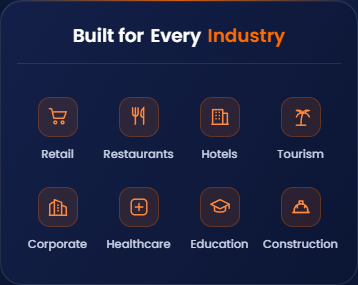 Built for Every Industry
Retail Restaurants Hotels Tourism
Corporate Healthcare Education Construction